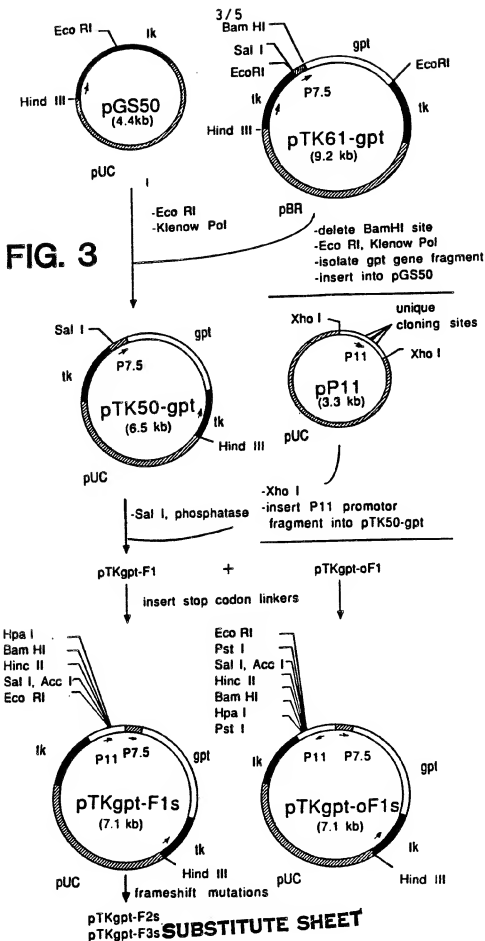 3/5
Eco RI
tk
Hind III
pGS50
(4.4kb)
pUC
Bam HI
Sal I
EcoRI
gpt
EcoRI
P7.5
tk
tk
Hind III
pTK61-gpt
(9.2 kb)
pBR
-Eco RI
-Klenow Pol
FIG. 3
-delete BamHI site
-Eco RI, Klenow Pol
-isolate gpt gene fragment
-insert into pGS50
Sal I
gpt
P7.5
tk
pTK50-gpt
(6.5 kb)
tk
Hind III
pUC
unique
cloning sites
Xho I
P11
Xho I
pP11
(3.3 kb)
pUC
-Sal I, phosphatase
-Xho I
-insert P11 promotor
fragment into pTK50-gpt
pTKgpt-F1
+
pTKgpt-oF1
insert stop codon linkers
Hpa I
Bam HI
Hinc II
Sal I, Acc I
Eco RI
tk
P11
P7.5
gpt
pTKgpt-F1s
(7.1 kb)
tk
Hind III
pUC
Eco RI
Pst I
Sal I, Acc I
Hinc II
Bam HI
Hpa I
Pst I
tk
P11
P7.5
gpt
pTKgpt-oF1s
(7.1 kb)
tk
Hind III
pUC
frameshift mutations
pTKgpt-F2s
pTKgpt-F3s
SUBSTITUTE SHEET